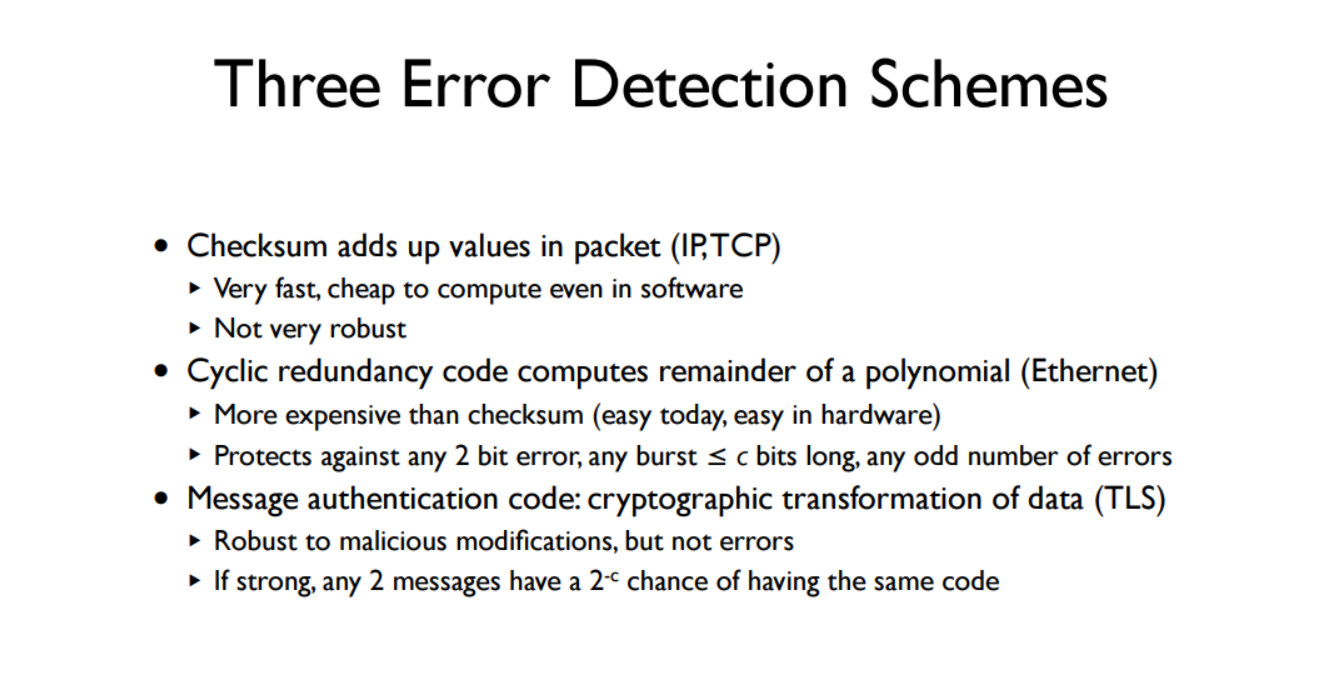 Three Error Detection Schemes
• Checksum adds up values in packet (IP, TCP)
‣ Very fast, cheap to compute even in software
‣ Not very robust
• Cyclic redundancy code computes remainder of a polynomial (Ethernet)
‣ More expensive than checksum (easy today, easy in hardware)
‣ Protects against any 2 bit error, any burst ≤ c bits long, any odd number of errors
• Message authentication code: cryptographic transformation of data (TLS)
‣ Robust to malicious modifications, but not errors
‣ If strong, any 2 messages have a 2⁻ᶜ chance of having the same code